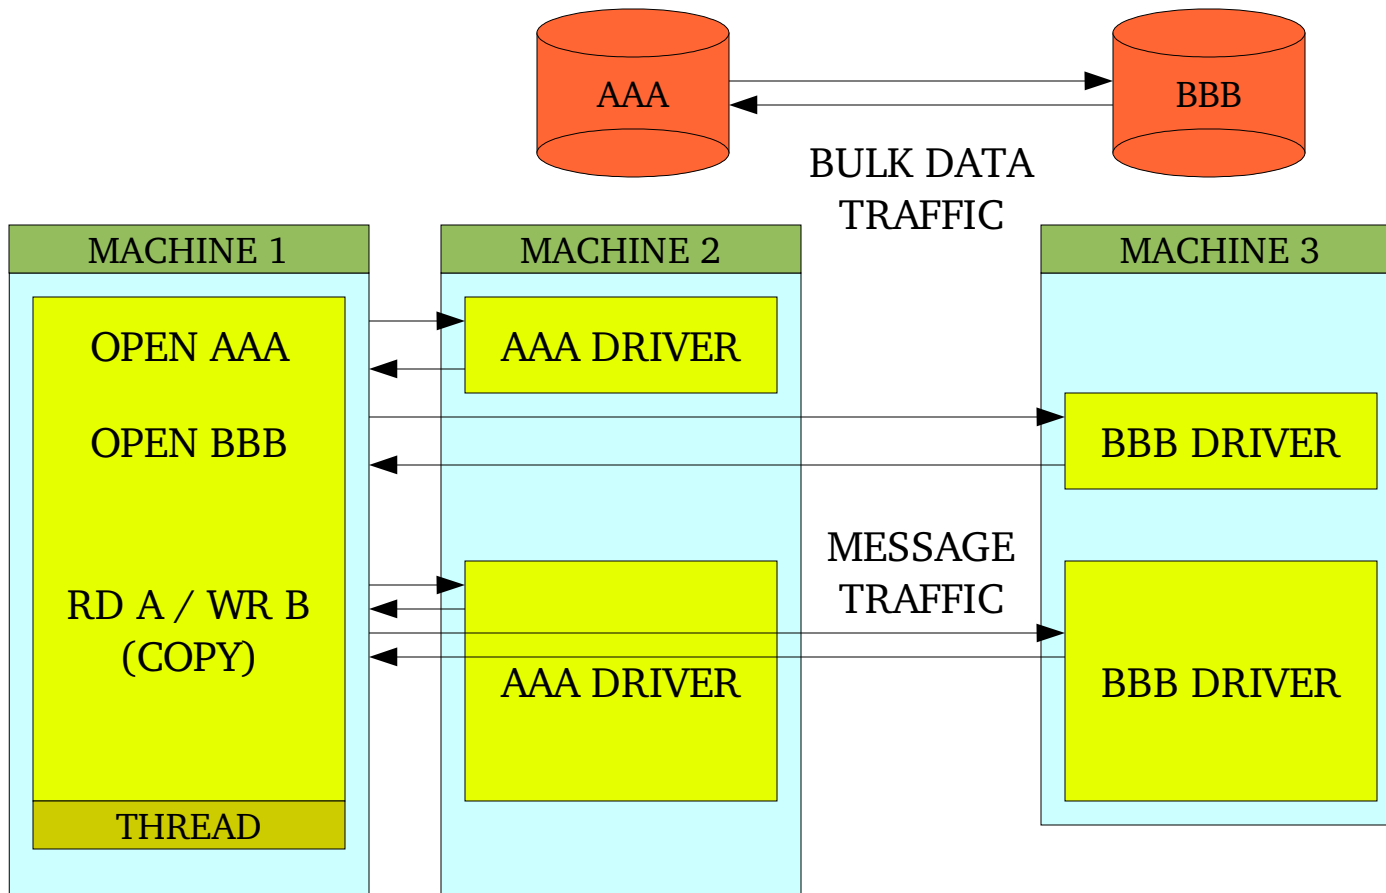 AAA
BBB
BULK DATA
TRAFFIC
MACHINE 1
MACHINE 2
MACHINE 3
OPEN AAA
AAA DRIVER
OPEN BBB
BBB DRIVER
MESSAGE
TRAFFIC
RD A / WR B
(COPY)
AAA DRIVER
BBB DRIVER
THREAD